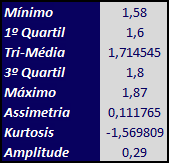 Mínimo 1,58
1º Quartil 1,6
Tri-Média 1,714545
3º Quartil 1,8
Máximo 1,87
Assimetria 0,111765
Kurtosis -1,569809
Amplitude 0,29